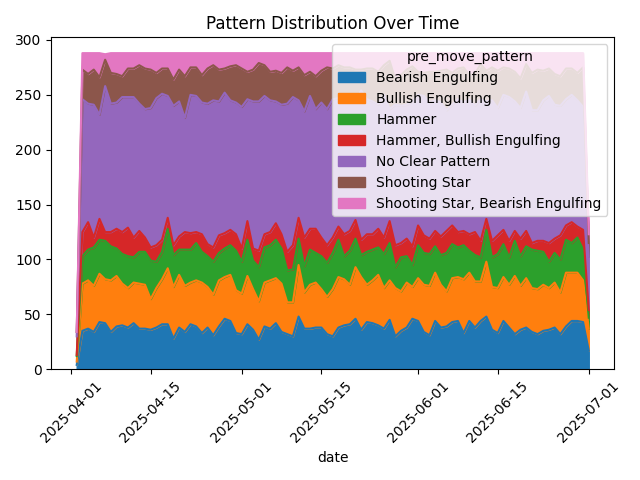 Pattern Distribution Over Time
300
250
200
150
100
50
0
pre_move_pattern
Bearish Engulfing
Bullish Engulfing
Hammer
Hammer, Bullish Engulfing
No Clear Pattern
Shooting Star
Shooting Star, Bearish Engulfing
2025-04-01
2025-04-15
2025-05-01
2025-05-15
2025-06-01
2025-06-15
2025-07-01
date